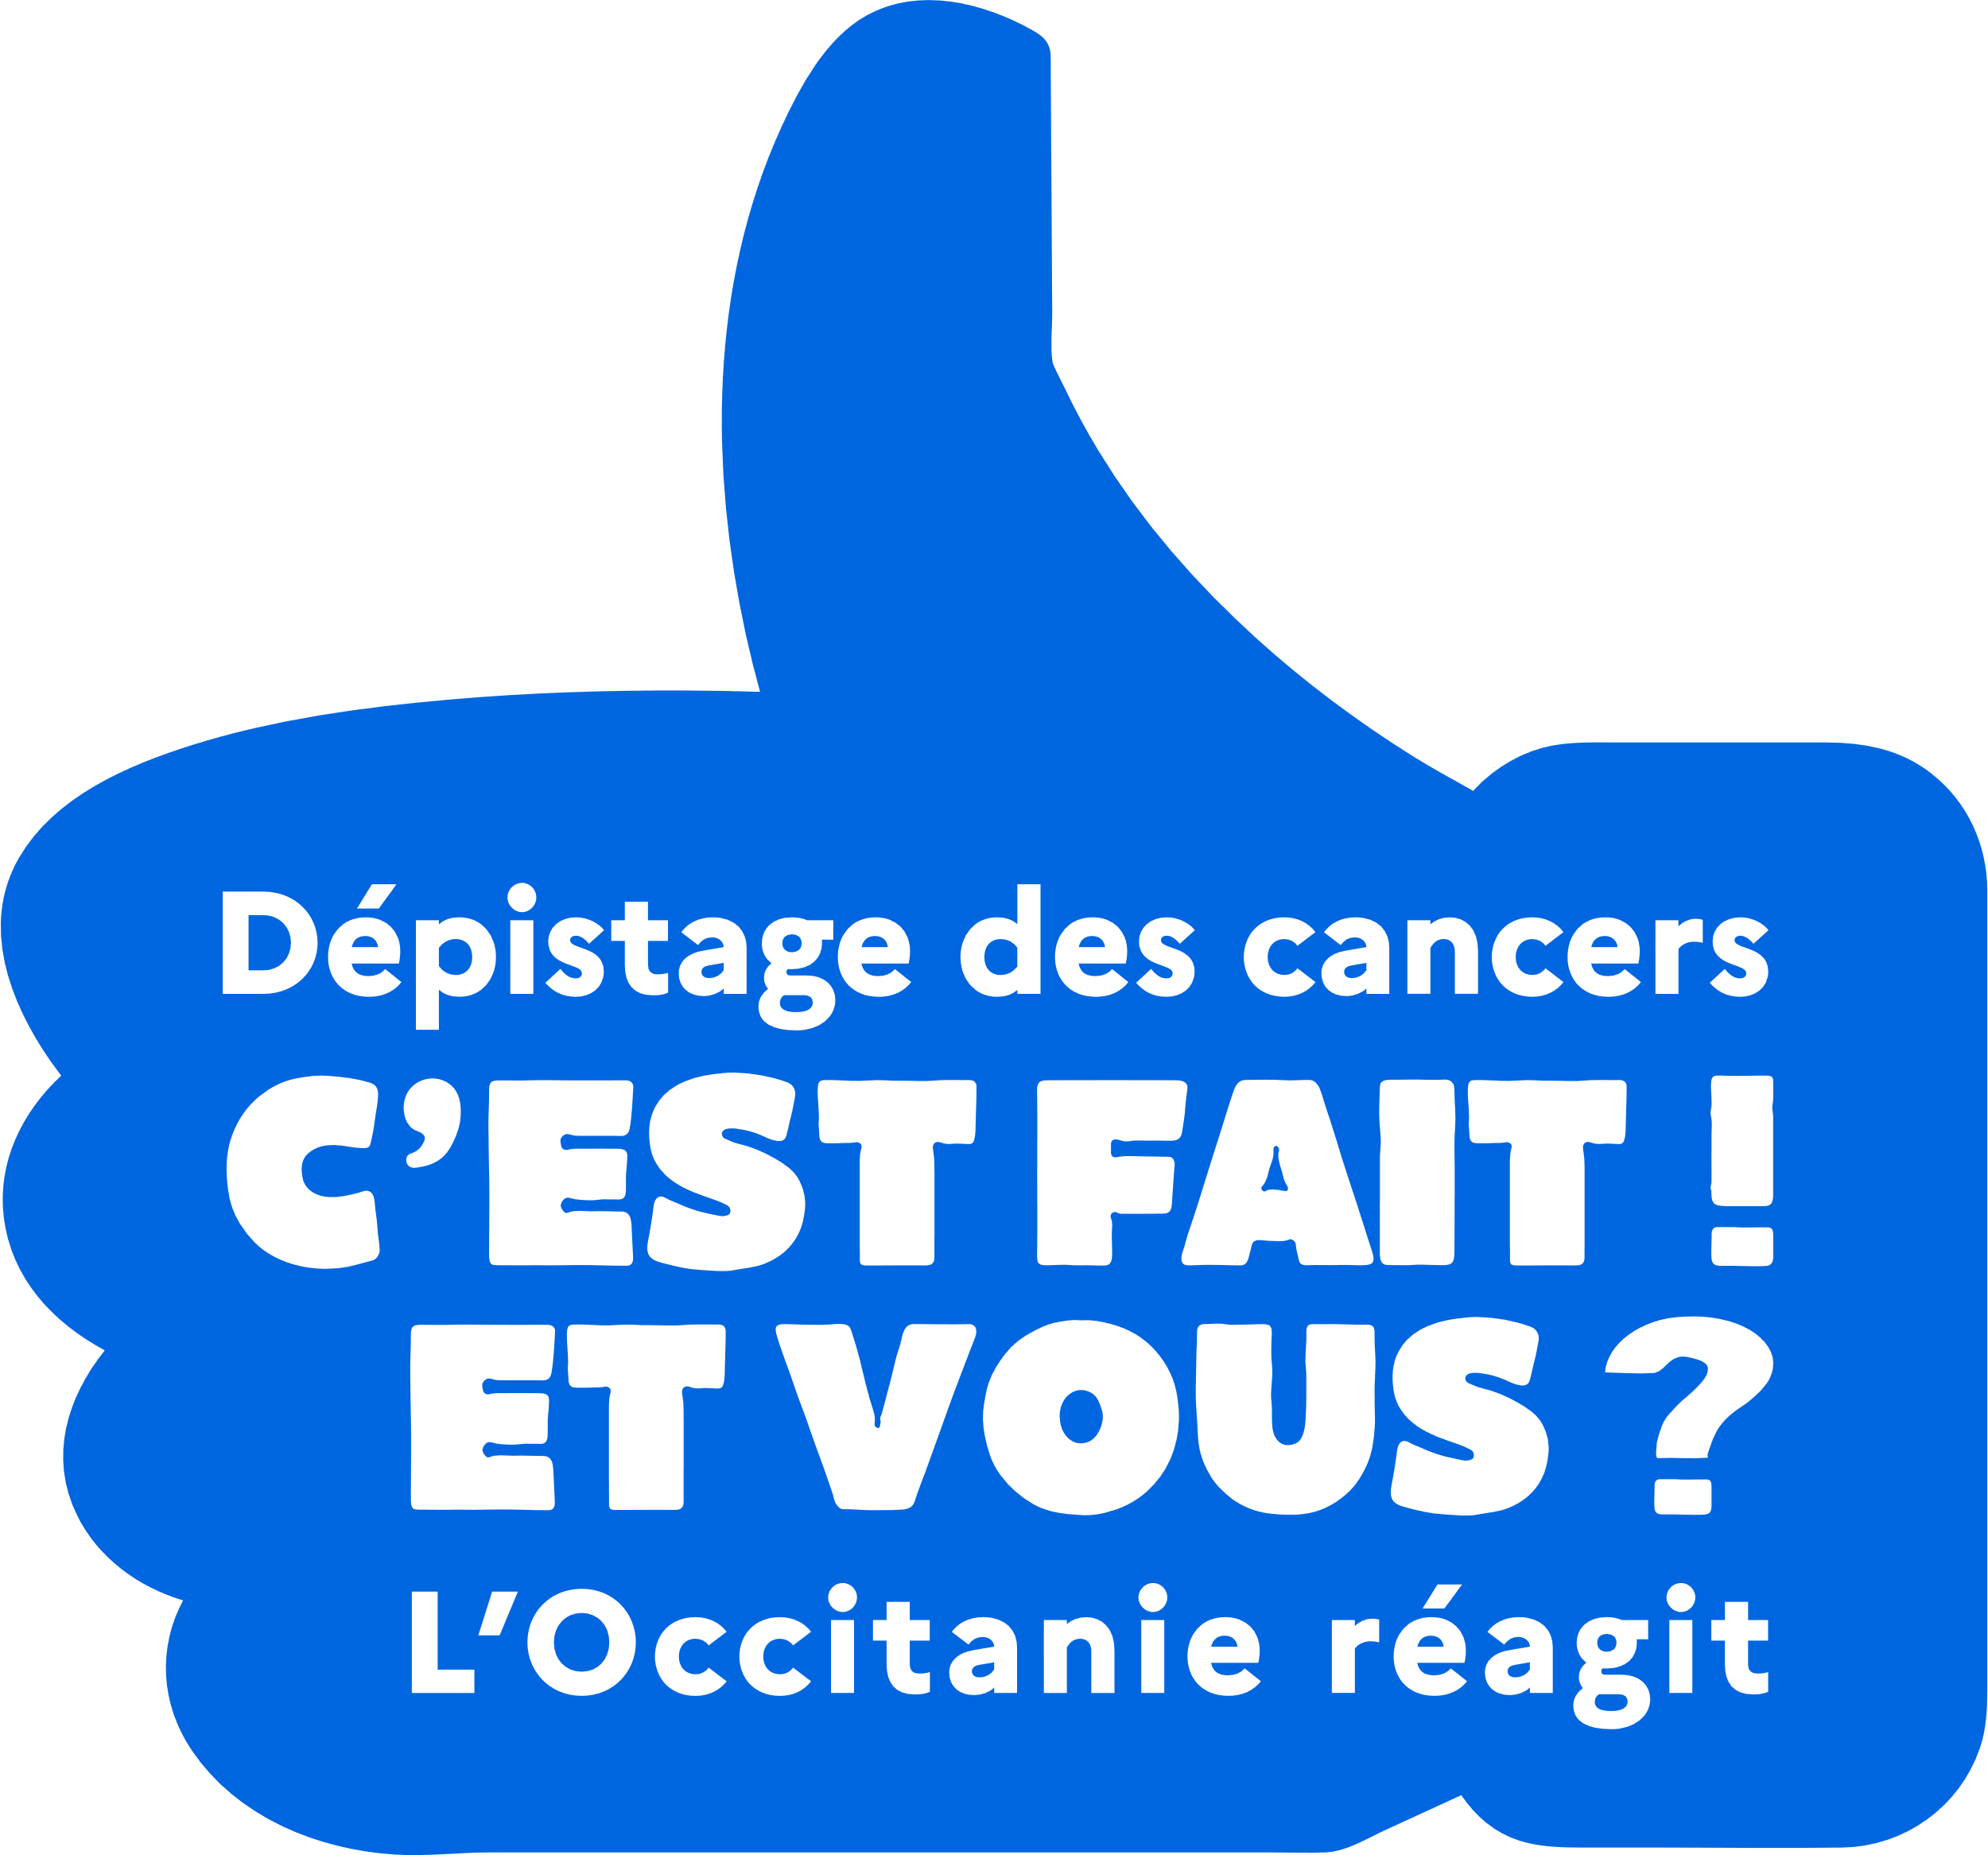 Dépistage des cancers
C'EST FAIT !
ET VOUS ?
L'Occitanie réagit